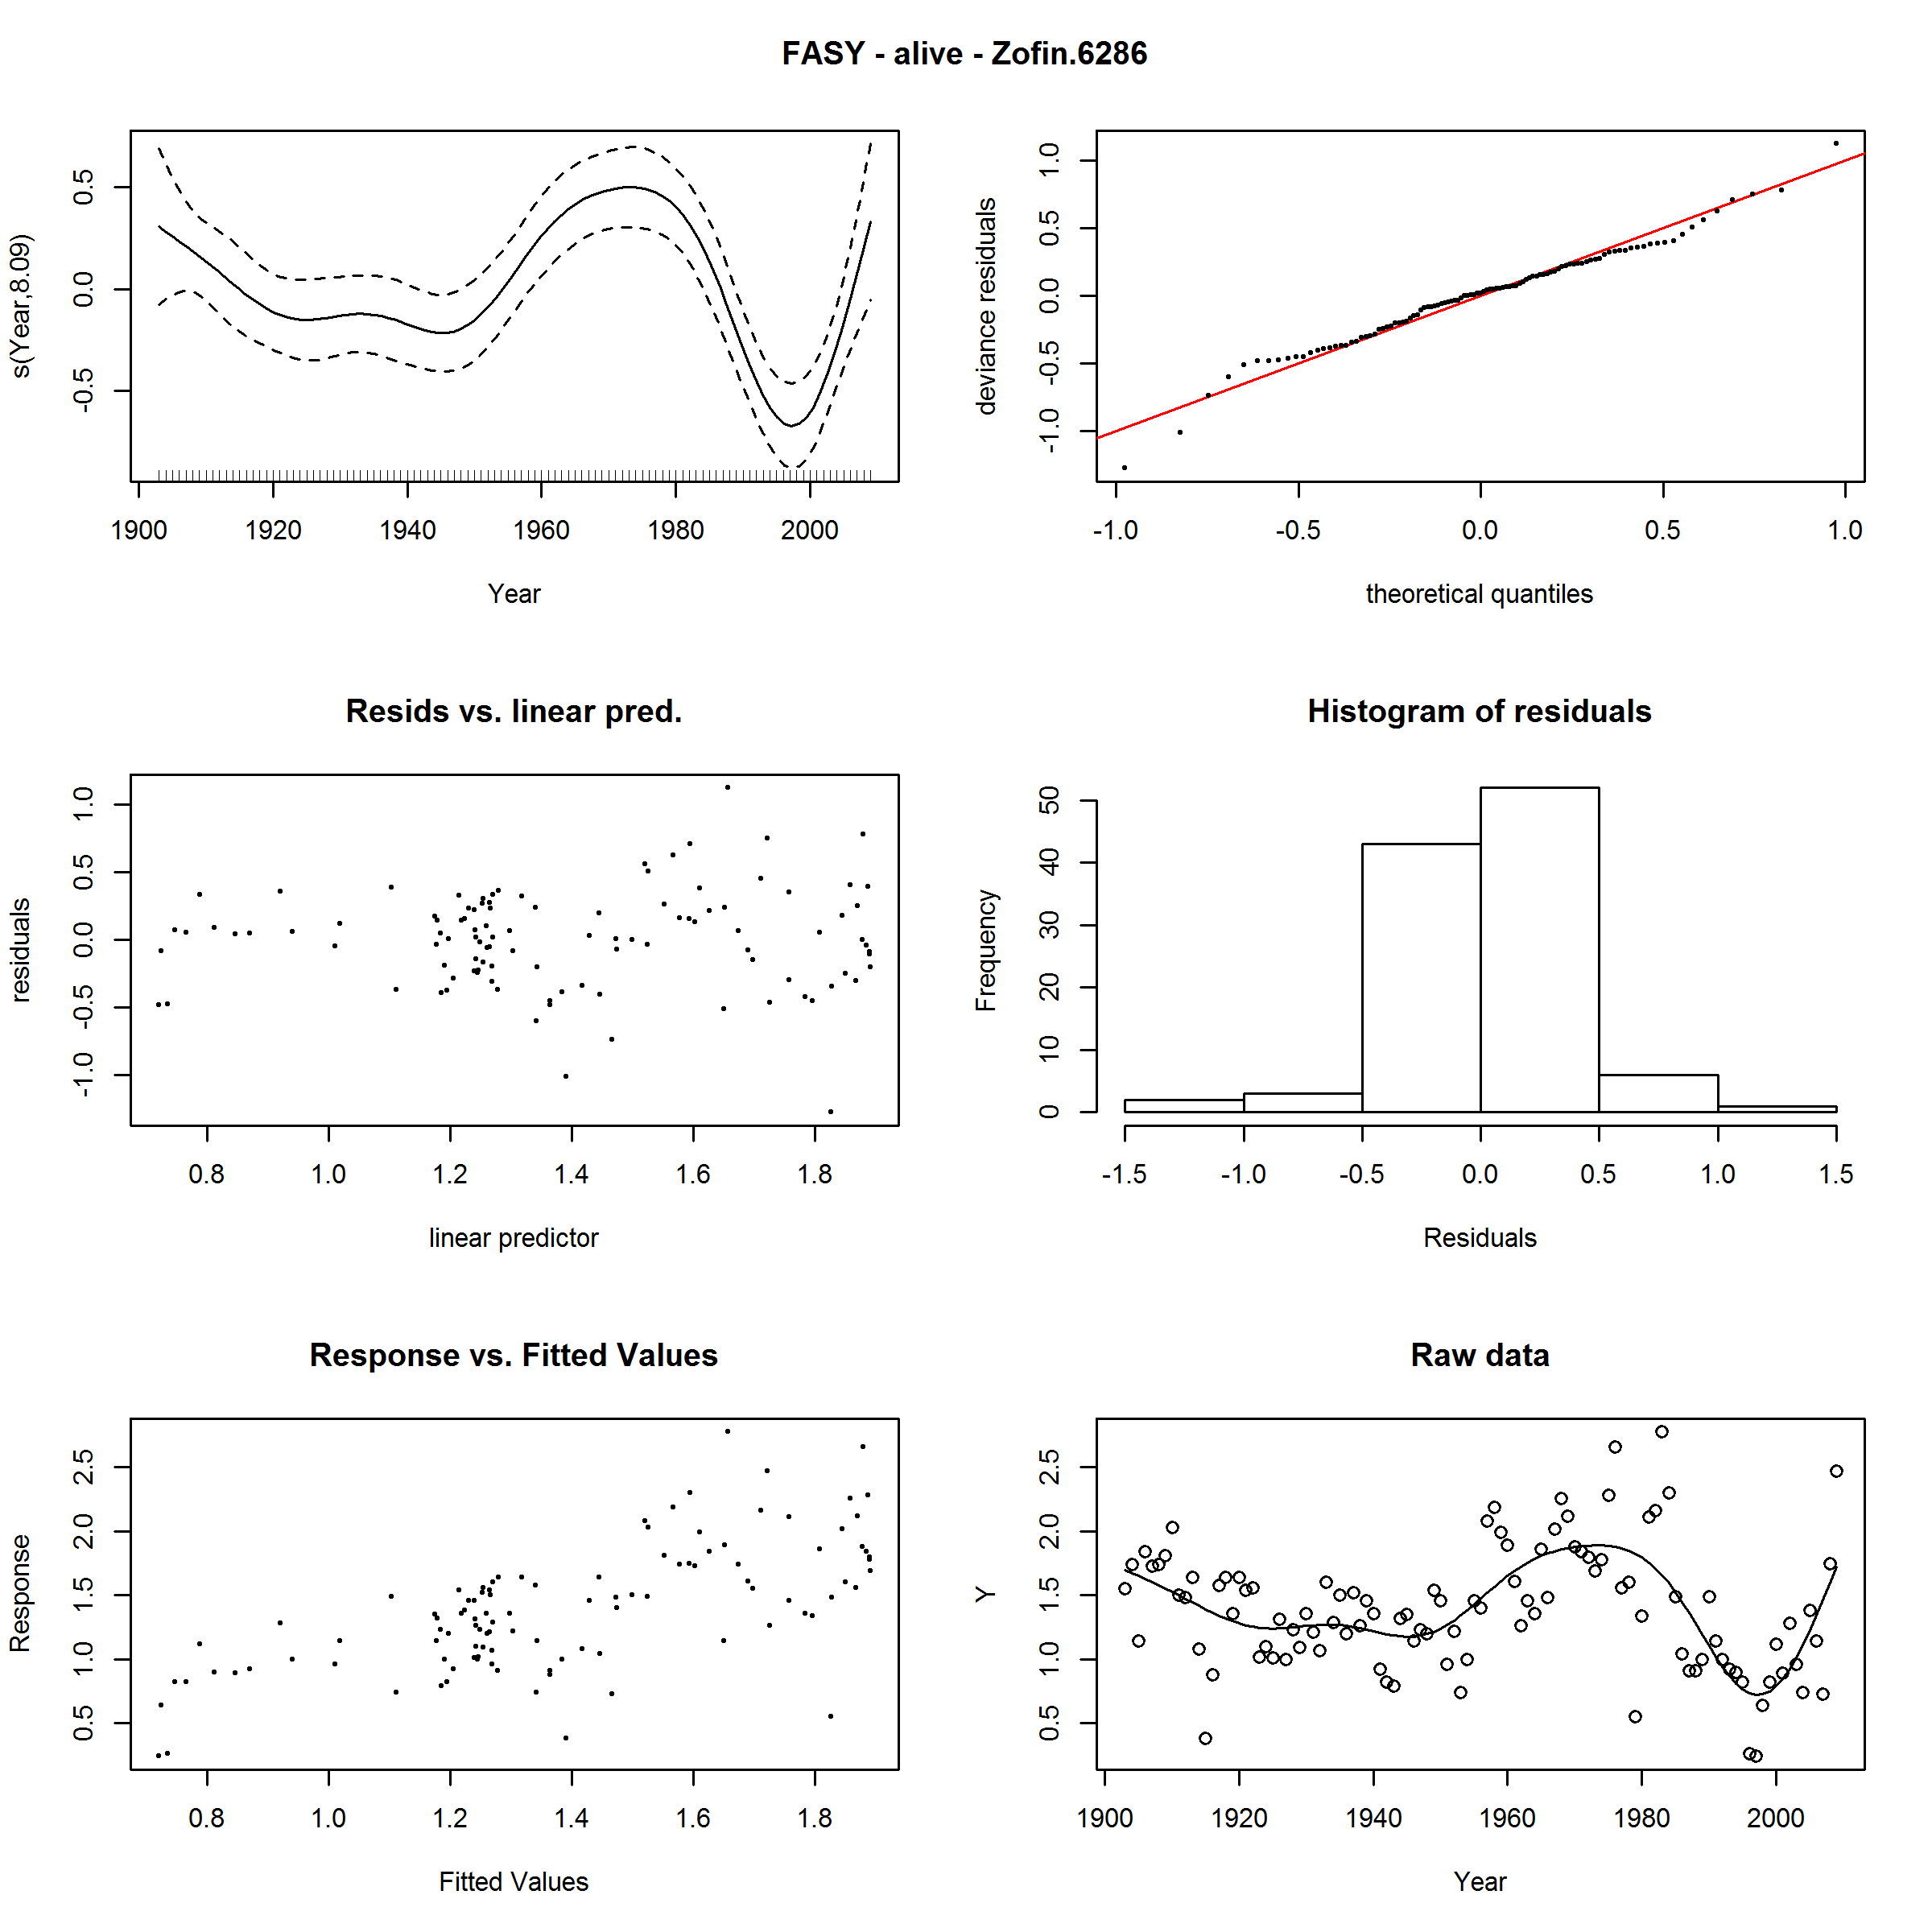 FASY - alive - Zofin.6286
s(Year,8.09)
0.5
0.0
-0.5
1900 1920 1940 1960 1980 2000
Year
deviance residuals
1.0
0.5
0.0
-0.5
-1.0
-1.0 -0.5 0.0 0.5 1.0
theoretical quantiles
Resids vs. linear pred.
residuals
1.0
0.5
0.0
-0.5
-1.0
0.8 1.0 1.2 1.4 1.6 1.8
linear predictor
Histogram of residuals
Frequency
50
40
30
20
10
0
-1.5 -1.0 -0.5 0.0 0.5 1.0 1.5
Residuals
Response vs. Fitted Values
Response
2.5
2.0
1.5
1.0
0.5
0.8 1.0 1.2 1.4 1.6 1.8
Fitted Values
Raw data
Y
2.5
2.0
1.5
1.0
0.5
1900 1920 1940 1960 1980 2000
Year